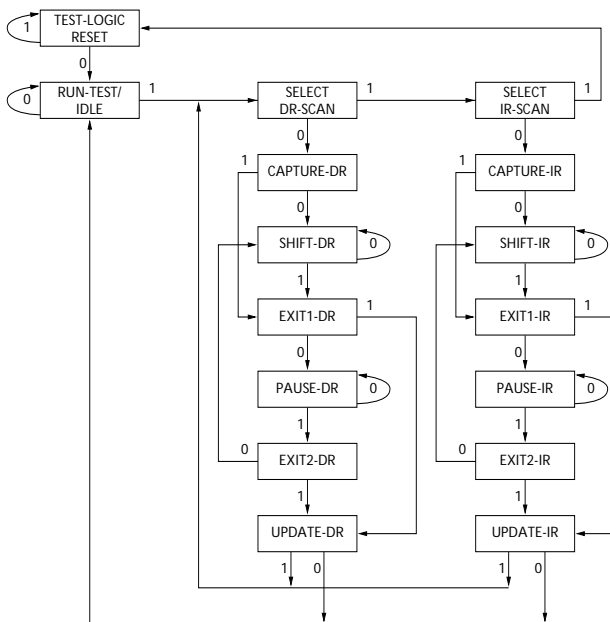 1
TEST-LOGIC
RESET
0
0
RUN-TEST/
IDLE
1
SELECT
DR-SCAN
1
SELECT
IR-SCAN
1
0
0
1
CAPTURE-DR
1
CAPTURE-IR
0
0
SHIFT-DR
0
SHIFT-IR
0
1
1
EXIT1-DR
1
EXIT1-IR
1
0
0
PAUSE-DR
0
PAUSE-IR
0
1
1
0
EXIT2-DR
0
EXIT2-IR
1
1
UPDATE-DR
UPDATE-IR
1
0
1
0